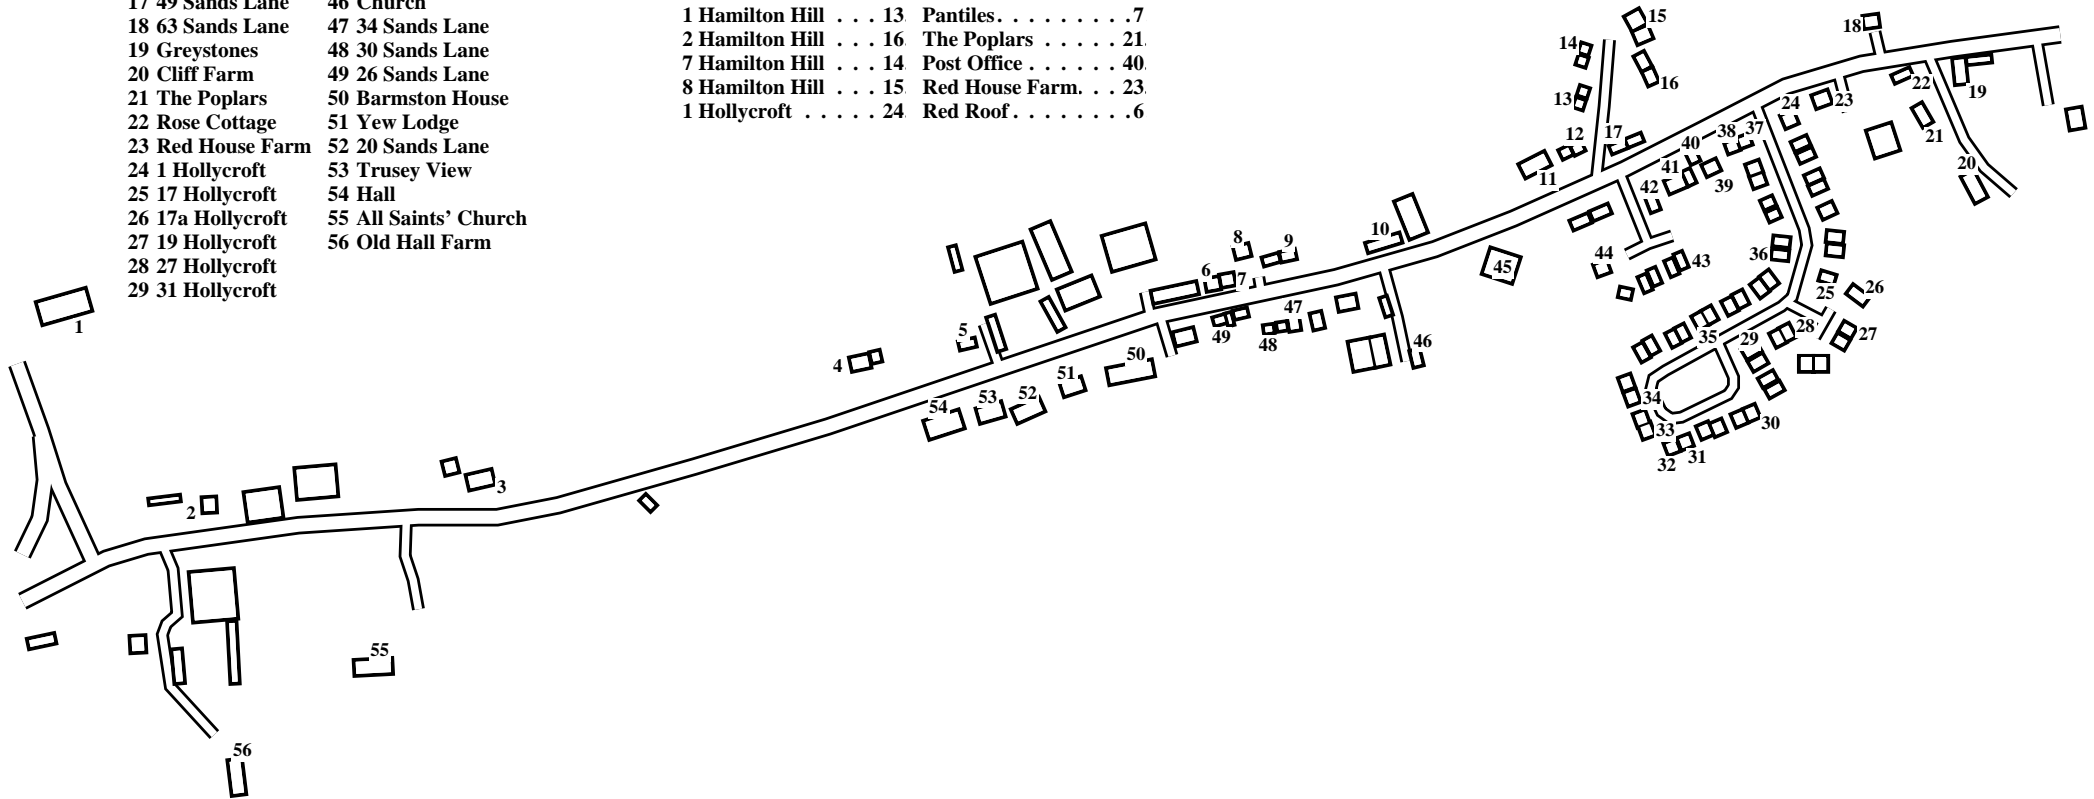 17 49 Sands Lane
18 63 Sands Lane
19 Greystones
20 Cliff Farm
21 The Poplars
22 Rose Cottage
23 Red House Farm
24 1 Hollycroft
25 17 Hollycroft
26 17a Hollycroft
27 19 Hollycroft
28 27 Hollycroft
29 31 Hollycroft
46 Church
47 34 Sands Lane
48 30 Sands Lane
49 26 Sands Lane
50 Barmston House
51 Yew Lodge
52 20 Sands Lane
53 Trusey View
54 Hall
55 All Saints’ Church
56 Old Hall Farm
1 Hamilton Hill . . . 13
2 Hamilton Hill . . . 16
7 Hamilton Hill . . . 14
8 Hamilton Hill . . . 15
1 Hollycroft . . . . . 24
Pantiles. . . . . . . . . .7
The Poplars . . . . . 21
Post Office . . . . . . 40
Red House Farm. . . 23
Red Roof. . . . . . . . .6
15
18
14
16
22
19
13
24
23
12
17
38
37
21
40
11
41
39
20
42
10
8
9
44
43
36
45
6
7
26
25
5
47
49
48
46
35
28
27
29
1
4
50
51
54
53
52
34
30
33
32
31
3
2
55
56